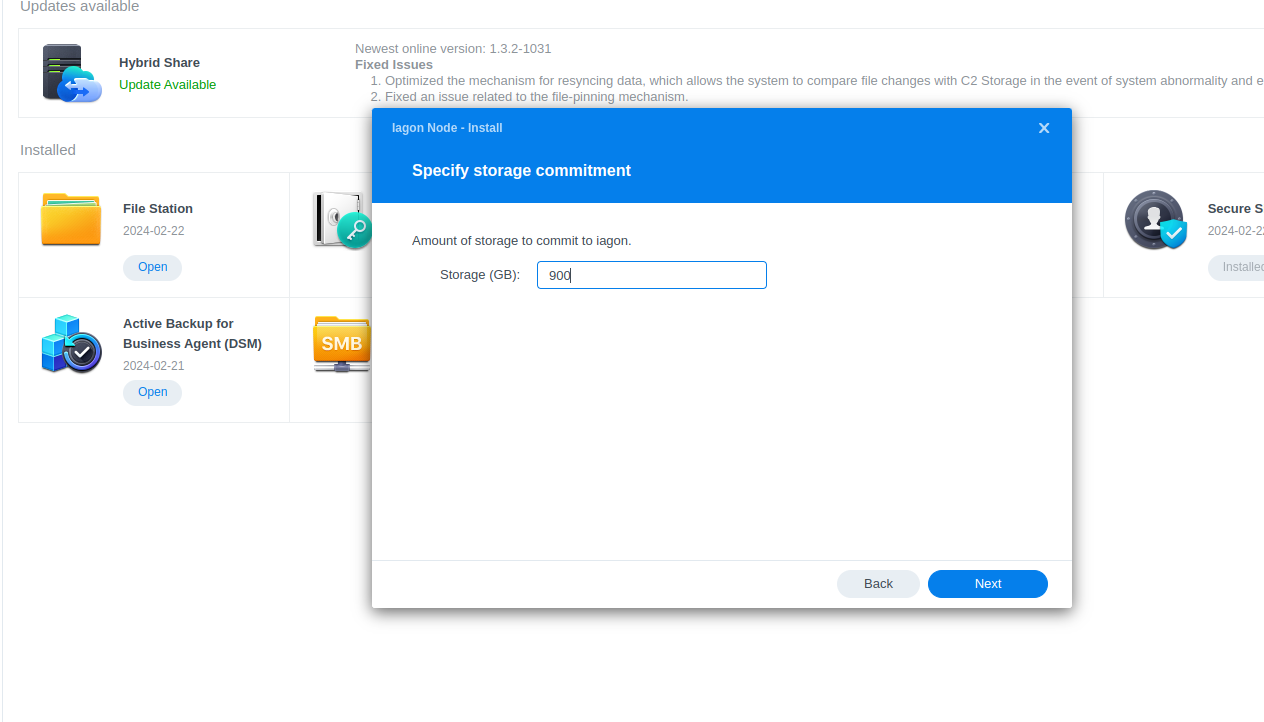 Updates available
Hybrid Share
Update Available
Newest online version: 1.3.2-1031
Fixed Issues
1. Optimized the mechanism for resyncing data, which allows the system to compare file changes with C2 Storage in the event of system abnormality and e
2. Fixed an issue related to the file-pinning mechanism.
Installed
File Station
2024-02-22
Open
Active Backup for
Business Agent (DSM)
2024-02-21
Open
SMB
Secure S
2024-02-22
Installed
Iagon Node - Install
Specify storage commitment
Amount of storage to commit to iagon.
Storage (GB): 900
Back
Next